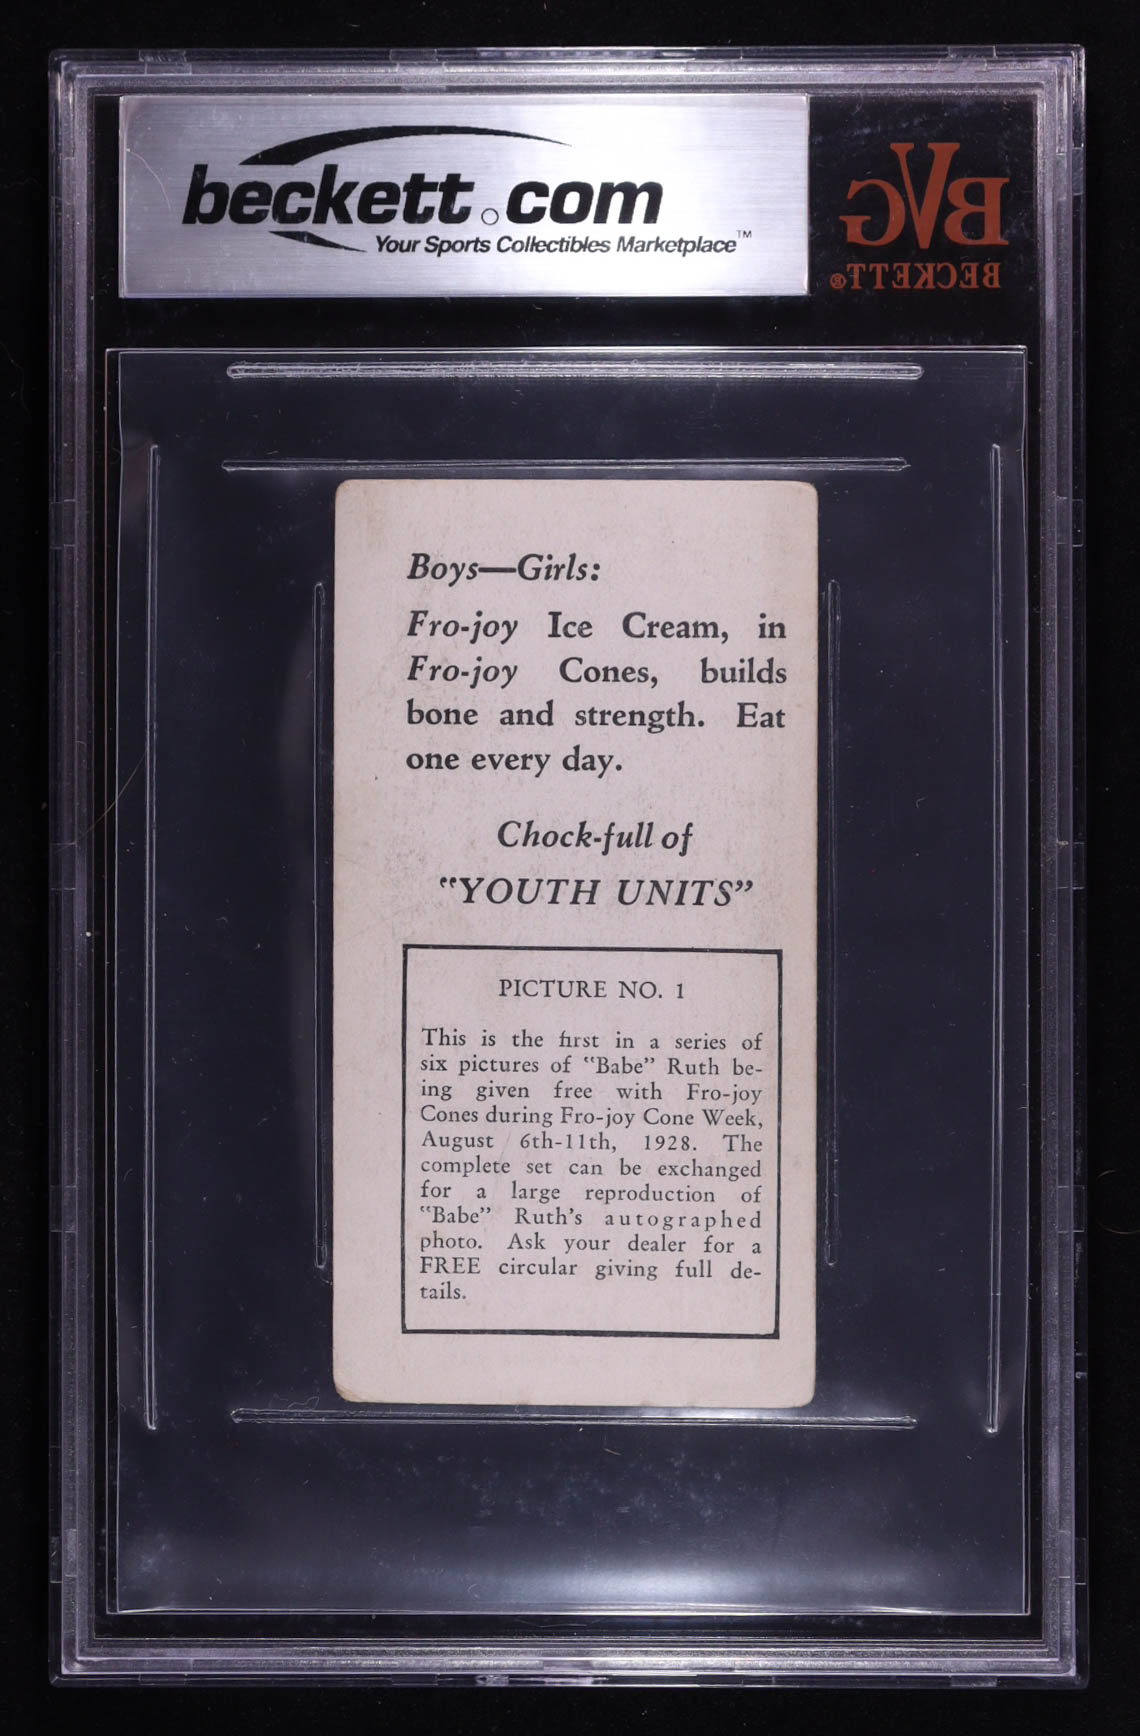 beckett.com
Your Sports Collectibles Marketplace™
BVG
BECKETT®
Boys—Girls:
Fro-joy Ice Cream, in
Fro-joy Cones, builds
bone and strength. Eat
one every day.
Chock-full of
"YOUTH UNITS"
PICTURE NO. 1
This is the first in a series of
six pictures of "Babe" Ruth be-
ing given free with Fro-joy
Cones during Fro-joy Cone Week,
August 6th-11th, 1928. The
complete set can be exchanged
for a large reproduction of
"Babe" Ruth's autographed
photo. Ask your dealer for a
FREE circular giving full de-
tails.